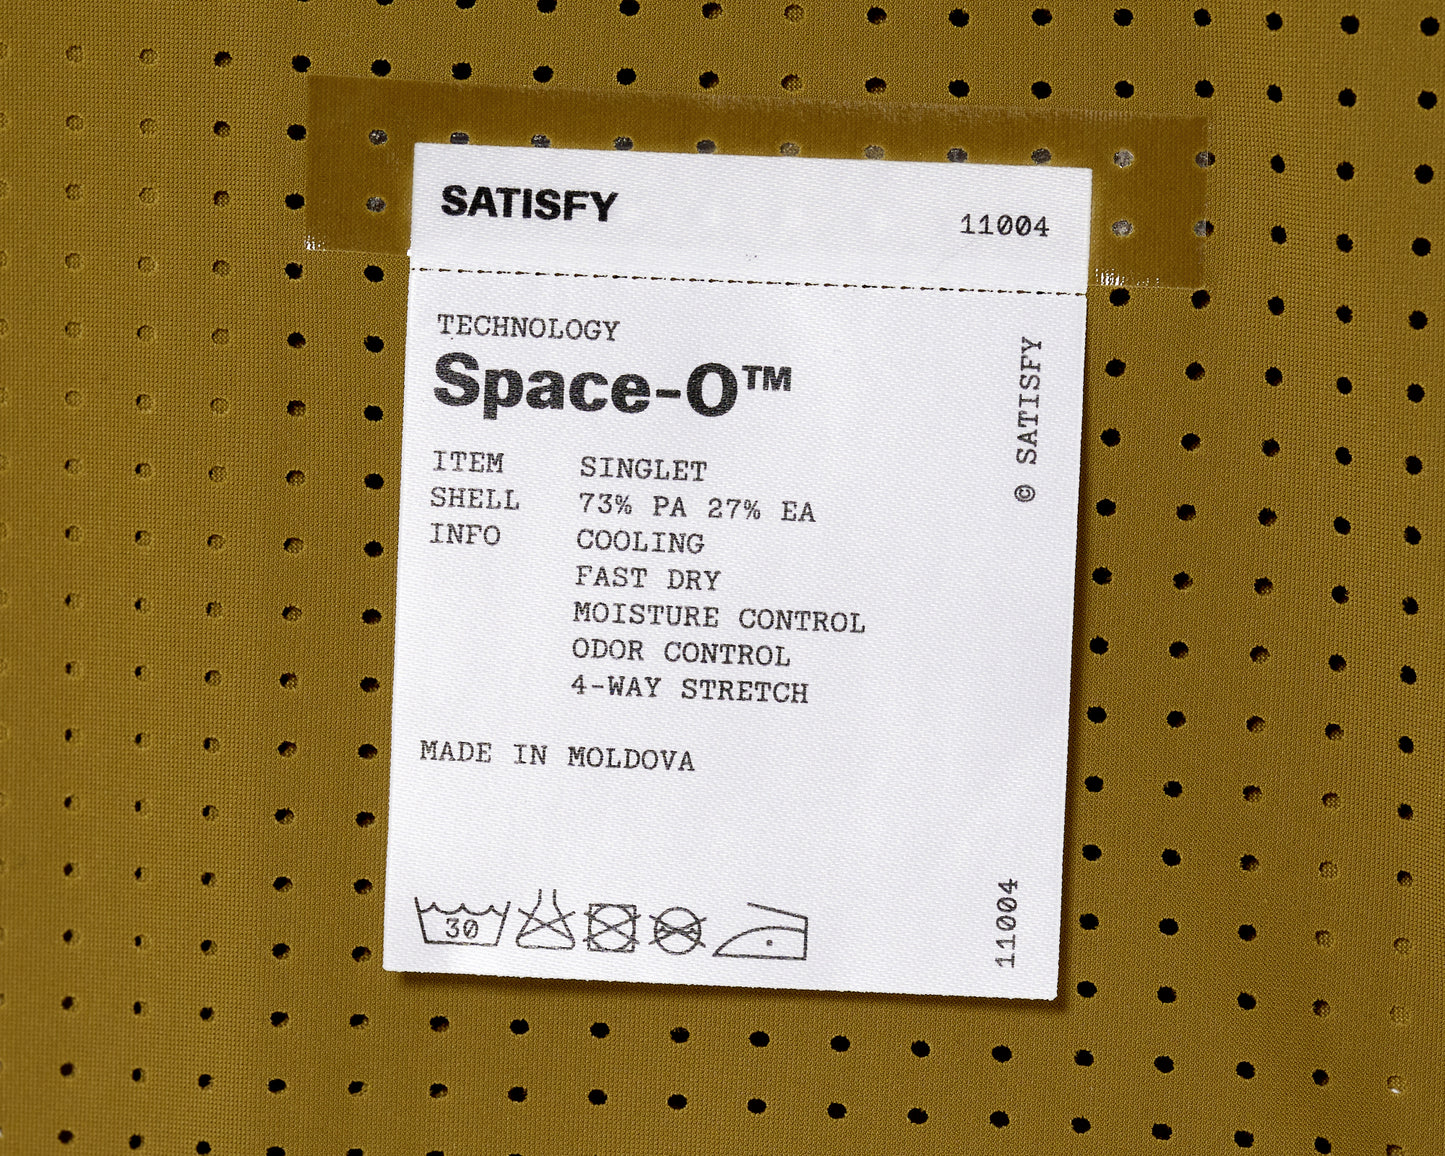 SATISFY
11004
TECHNOLOGY
Space-O™
© SATISFY
ITEM SINGLET
SHELL 73% PA 27% EA
INFO COOLING
FAST DRY
MOISTURE CONTROL
ODOR CONTROL
4-WAY STRETCH
MADE IN MOLDOVA
30
11004